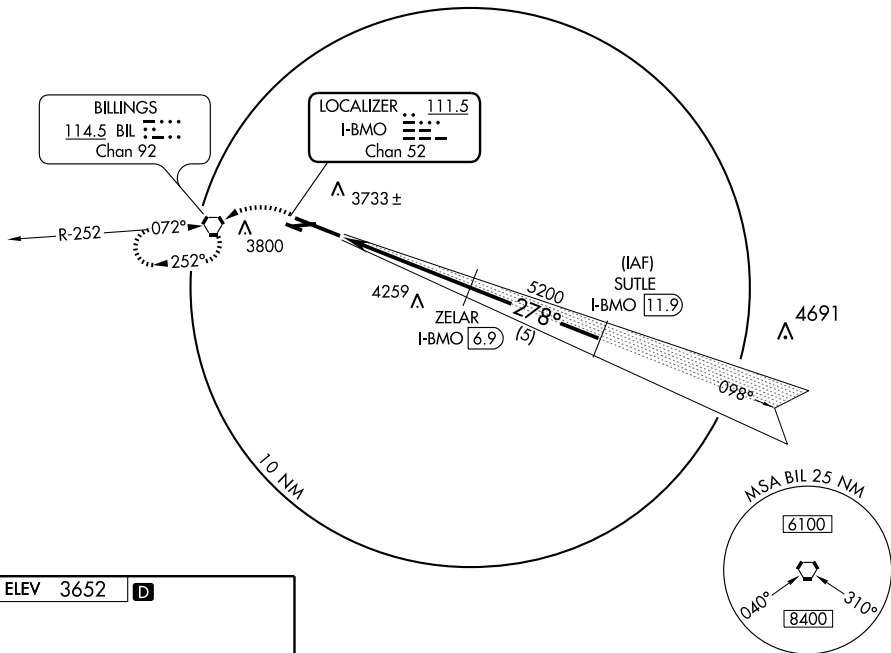 BILLINGS
114.5 BIL
Chan 92
LOCALIZER 111.5
I-BMO
Chan 52
3733 ±
R-252
072°
252°
3800
4259
ZELAR
I-BMO 6.9
5200
278°
(5)
(IAF)
SUTLE
I-BMO 11.9
4691
098°
10 NM
MSA BIL 25 NM
6100
040°
310°
8400
ELEV 3652 D